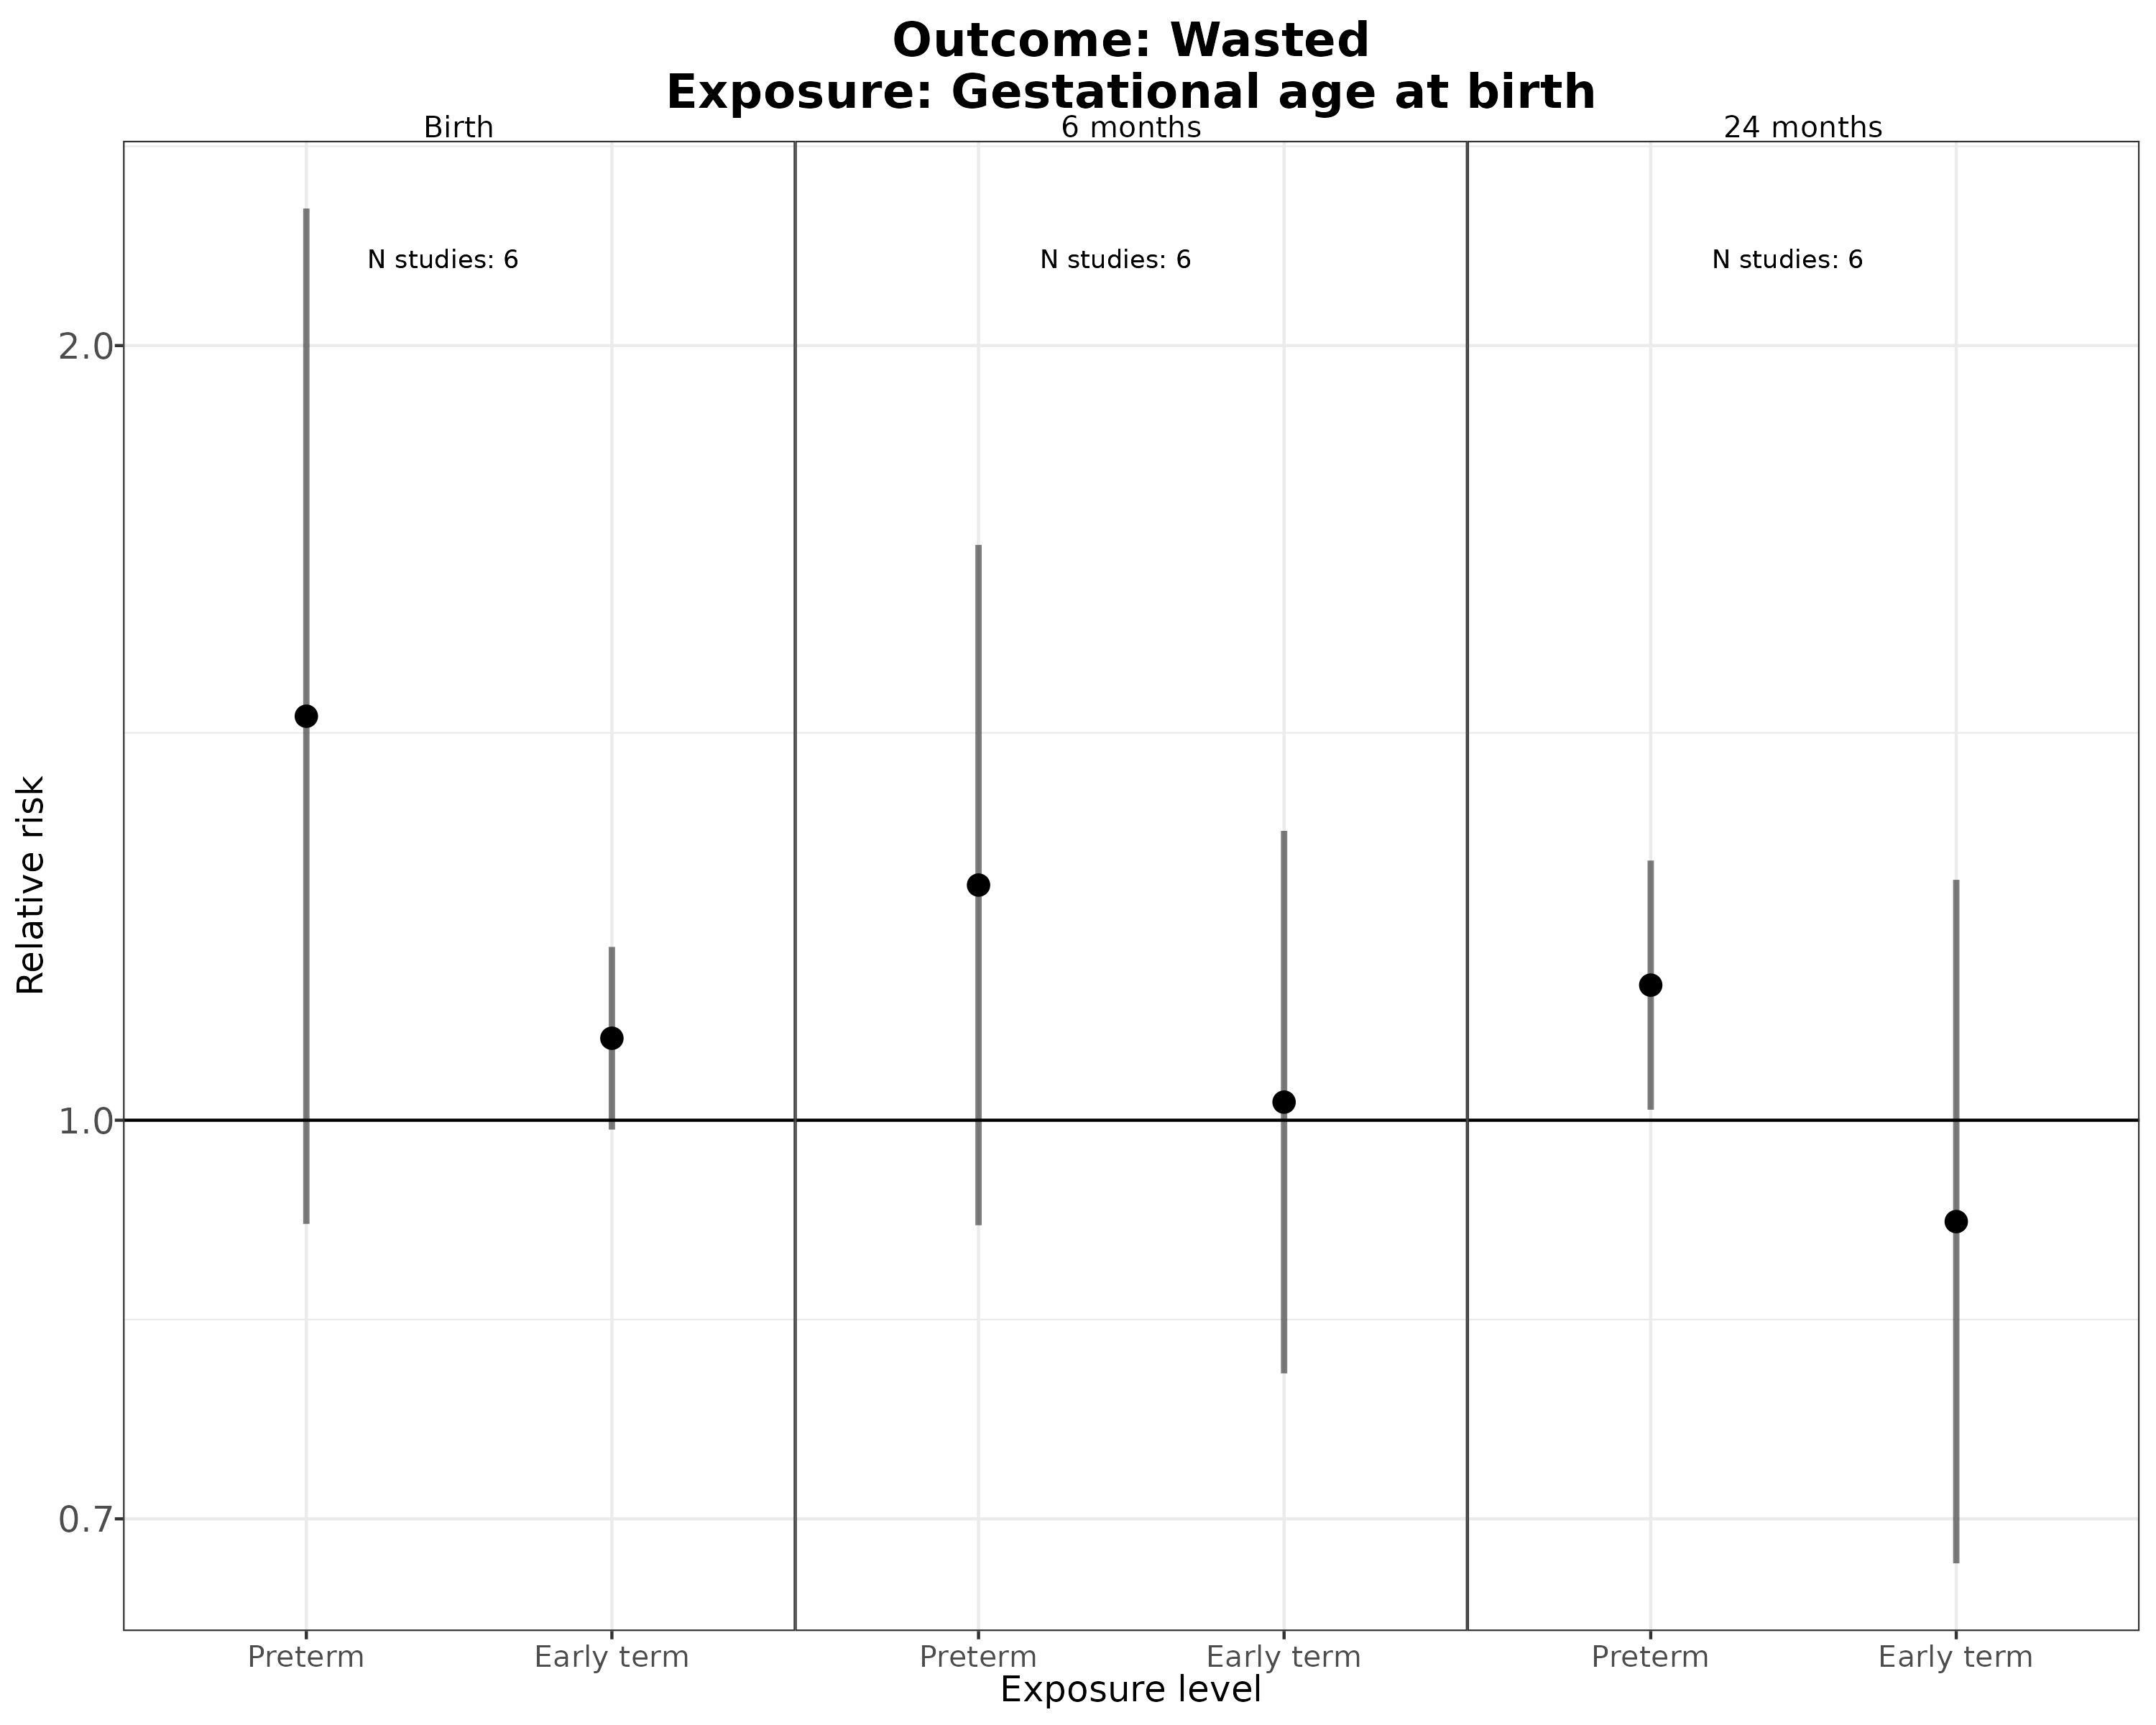 Outcome: Wasted
Exposure: Gestational age at birth
Birth
6 months
24 months
N studies: 6
N studies: 6
N studies: 6
Relative risk
2.0
1.0
0.7
Preterm
Early term
Preterm
Early term
Preterm
Early term
Exposure level